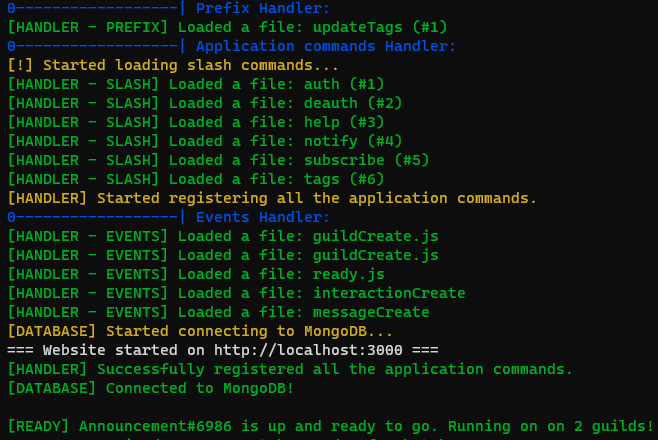 0------------------| Prefix Handler:
[HANDLER - PREFIX] Loaded a file: updateTags (#1)
0------------------| Application commands Handler:
[!] Started loading slash commands...
[HANDLER - SLASH] Loaded a file: auth (#1)
[HANDLER - SLASH] Loaded a file: deauth (#2)
[HANDLER - SLASH] Loaded a file: help (#3)
[HANDLER - SLASH] Loaded a file: notify (#4)
[HANDLER - SLASH] Loaded a file: subscribe (#5)
[HANDLER - SLASH] Loaded a file: tags (#6)
[HANDLER] Started registering all the application commands.
0------------------| Events Handler:
[HANDLER - EVENTS] Loaded a file: guildCreate.js
[HANDLER - EVENTS] Loaded a file: guildCreate.js
[HANDLER - EVENTS] Loaded a file: ready.js
[HANDLER - EVENTS] Loaded a file: interactionCreate
[HANDLER - EVENTS] Loaded a file: messageCreate
[DATABASE] Started connecting to MongoDB...
=== Website started on http://localhost:3000 ===
[HANDLER] Successfully registered all the application commands.
[DATABASE] Connected to MongoDB!
[READY] Announcement#6986 is up and ready to go. Running on on 2 guilds!